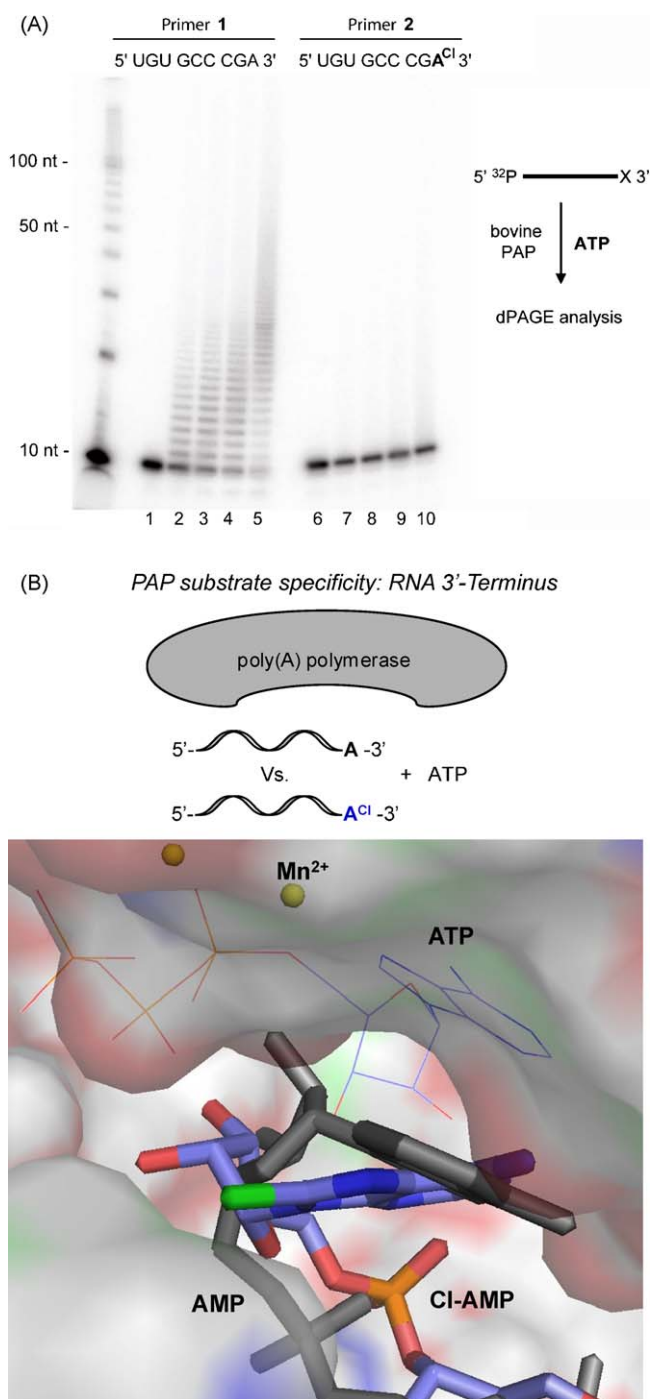 (A)
Primer 1
Primer 2
5' UGU GCC CGA 3'
5' UGU GCC CGA^Cl 3'
100 nt -
50 nt -
10 nt -
1 2 3 4 5 6 7 8 9 10
5' ³²P
X 3'
bovine
PAP
ATP
dPAGE analysis
(B)
PAP substrate specificity: RNA 3'-Terminus
poly(A) polymerase
5'- A -3'
Vs. + ATP
5'- A^Cl -3'
Mn²⁺
ATP
AMP
Cl-AMP